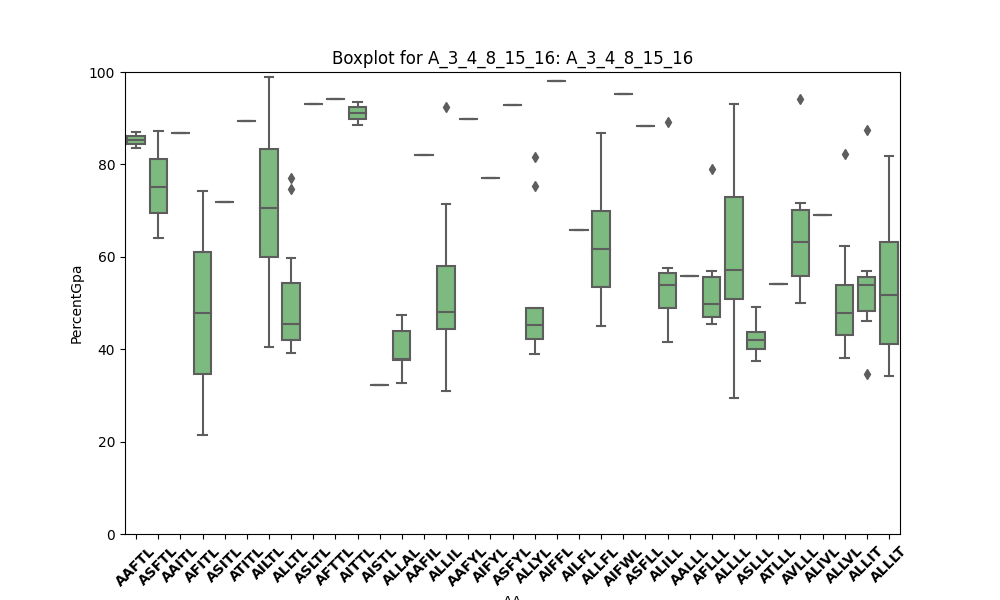 Boxplot for A_3_4_8_15_16: A_3_4_8_15_16
100
80
60
40
20
0
PercentGpa
AAFTL
ASFTL
AAITL
AFITL
ASITL
ATITL
AILTL
ALLTL
ASLTL
AFTTL
AITTL
AISTL
ALLAL
AAFIL
ALLIL
AAFYL
AIFYL
ASFYL
ALLYL
AIFFL
AILFL
ALLFL
AIFWL
ASFLL
ALILL
AALLL
AFLLL
ALLLL
ASLLL
ATLLL
AVLLL
ALIVL
ALLVL
ALLIT
ALLLT